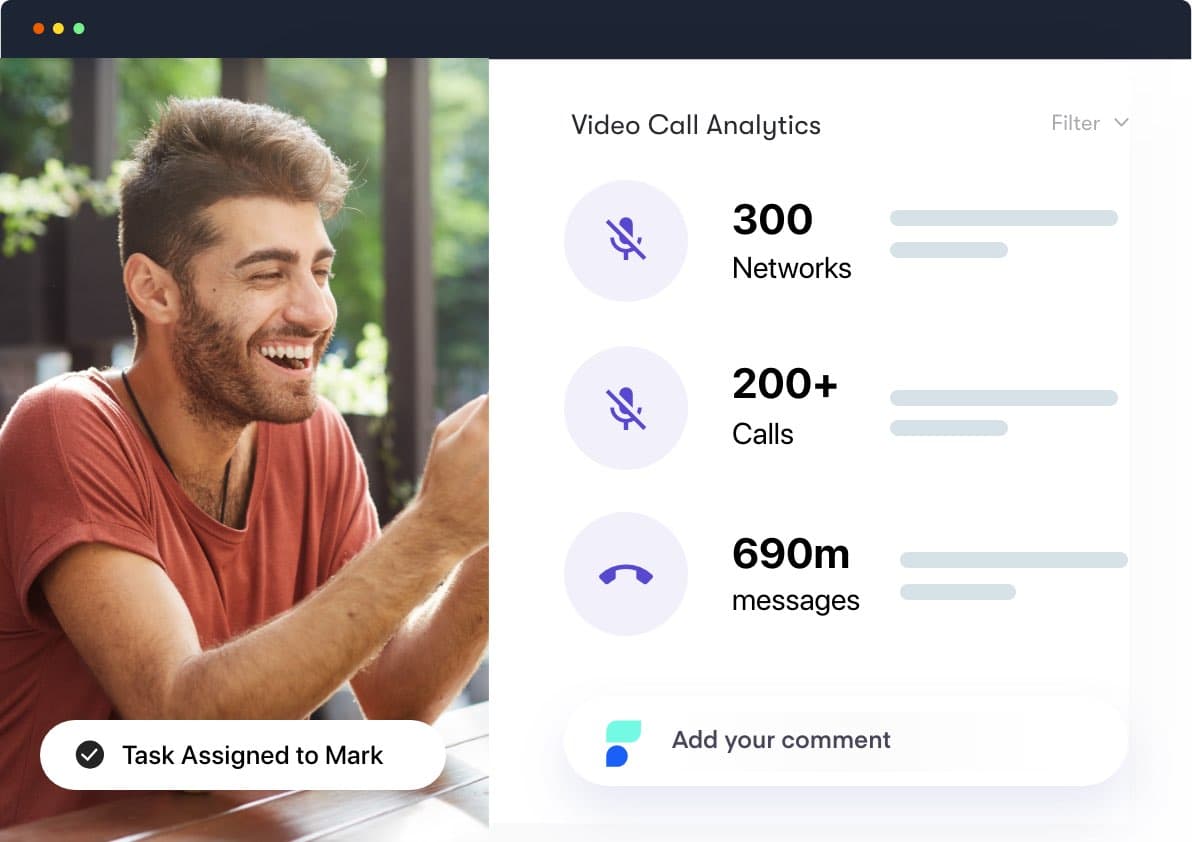 Video Call Analytics
Filter
300
Networks
200+
Calls
690m
messages
Task Assigned to Mark
Add your comment